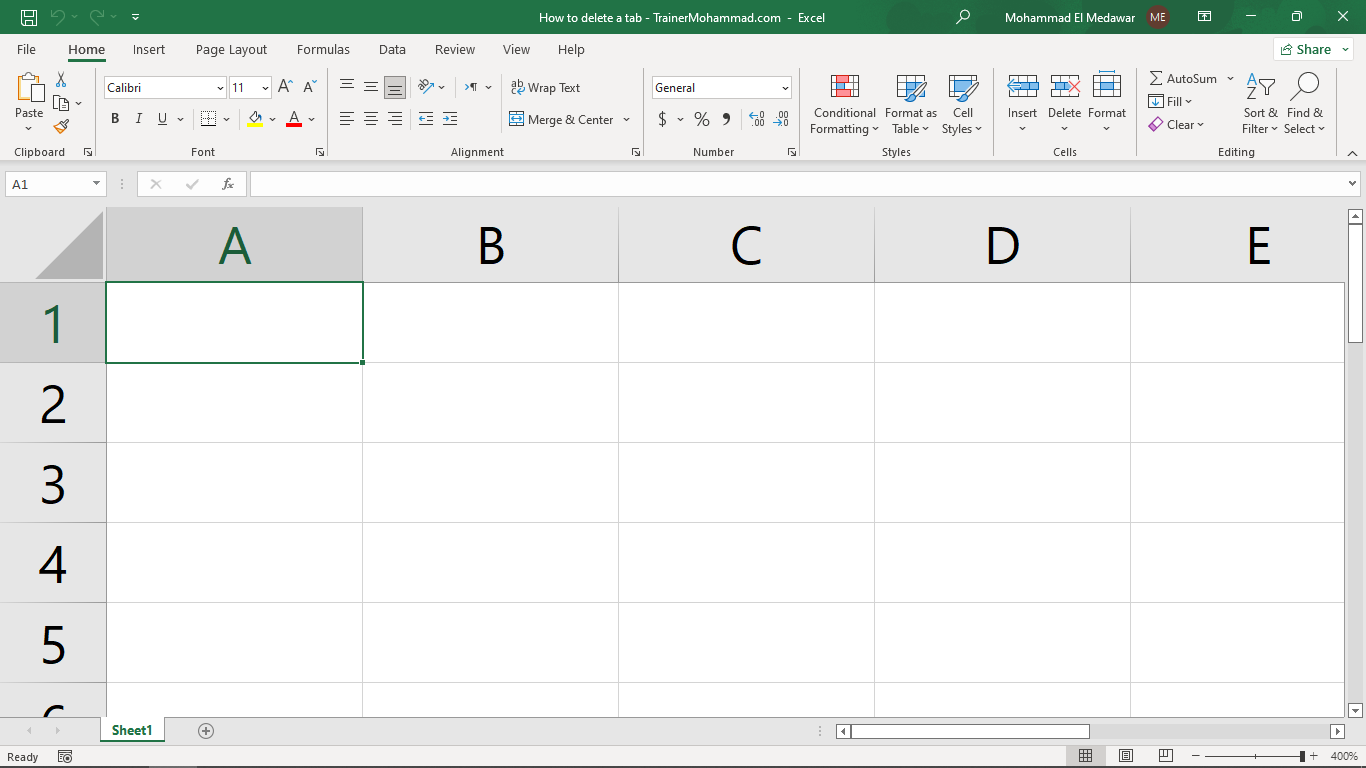 How to delete a tab - TrainerMohammad.com - Excel
Mohammad El Medawar ME
File Home Insert Page Layout Formulas Data Review View Help Share
Paste
Clipboard
Calibri 11
B I U A
Font
ab Wrap Text
Merge & Center
Alignment
General
$ % ,
Number
Conditional Formatting
Format as Table
Cell Styles
Styles
Insert Delete Format
Cells
AutoSum
Fill
Clear
Sort & Filter
Find & Select
Editing
A1 fx
A B C D E
1
2
3
4
5
6
Sheet1
Ready 400%